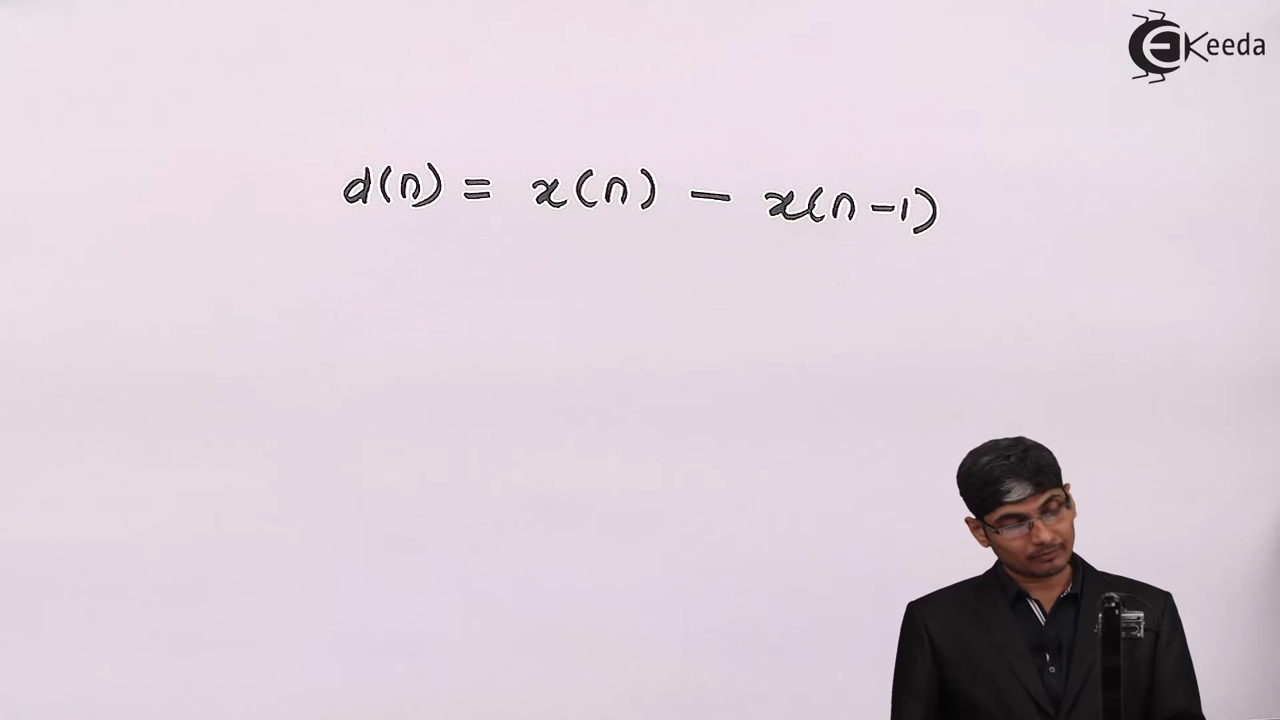 EKeeda
d(n) = x(n) - x(n-1)